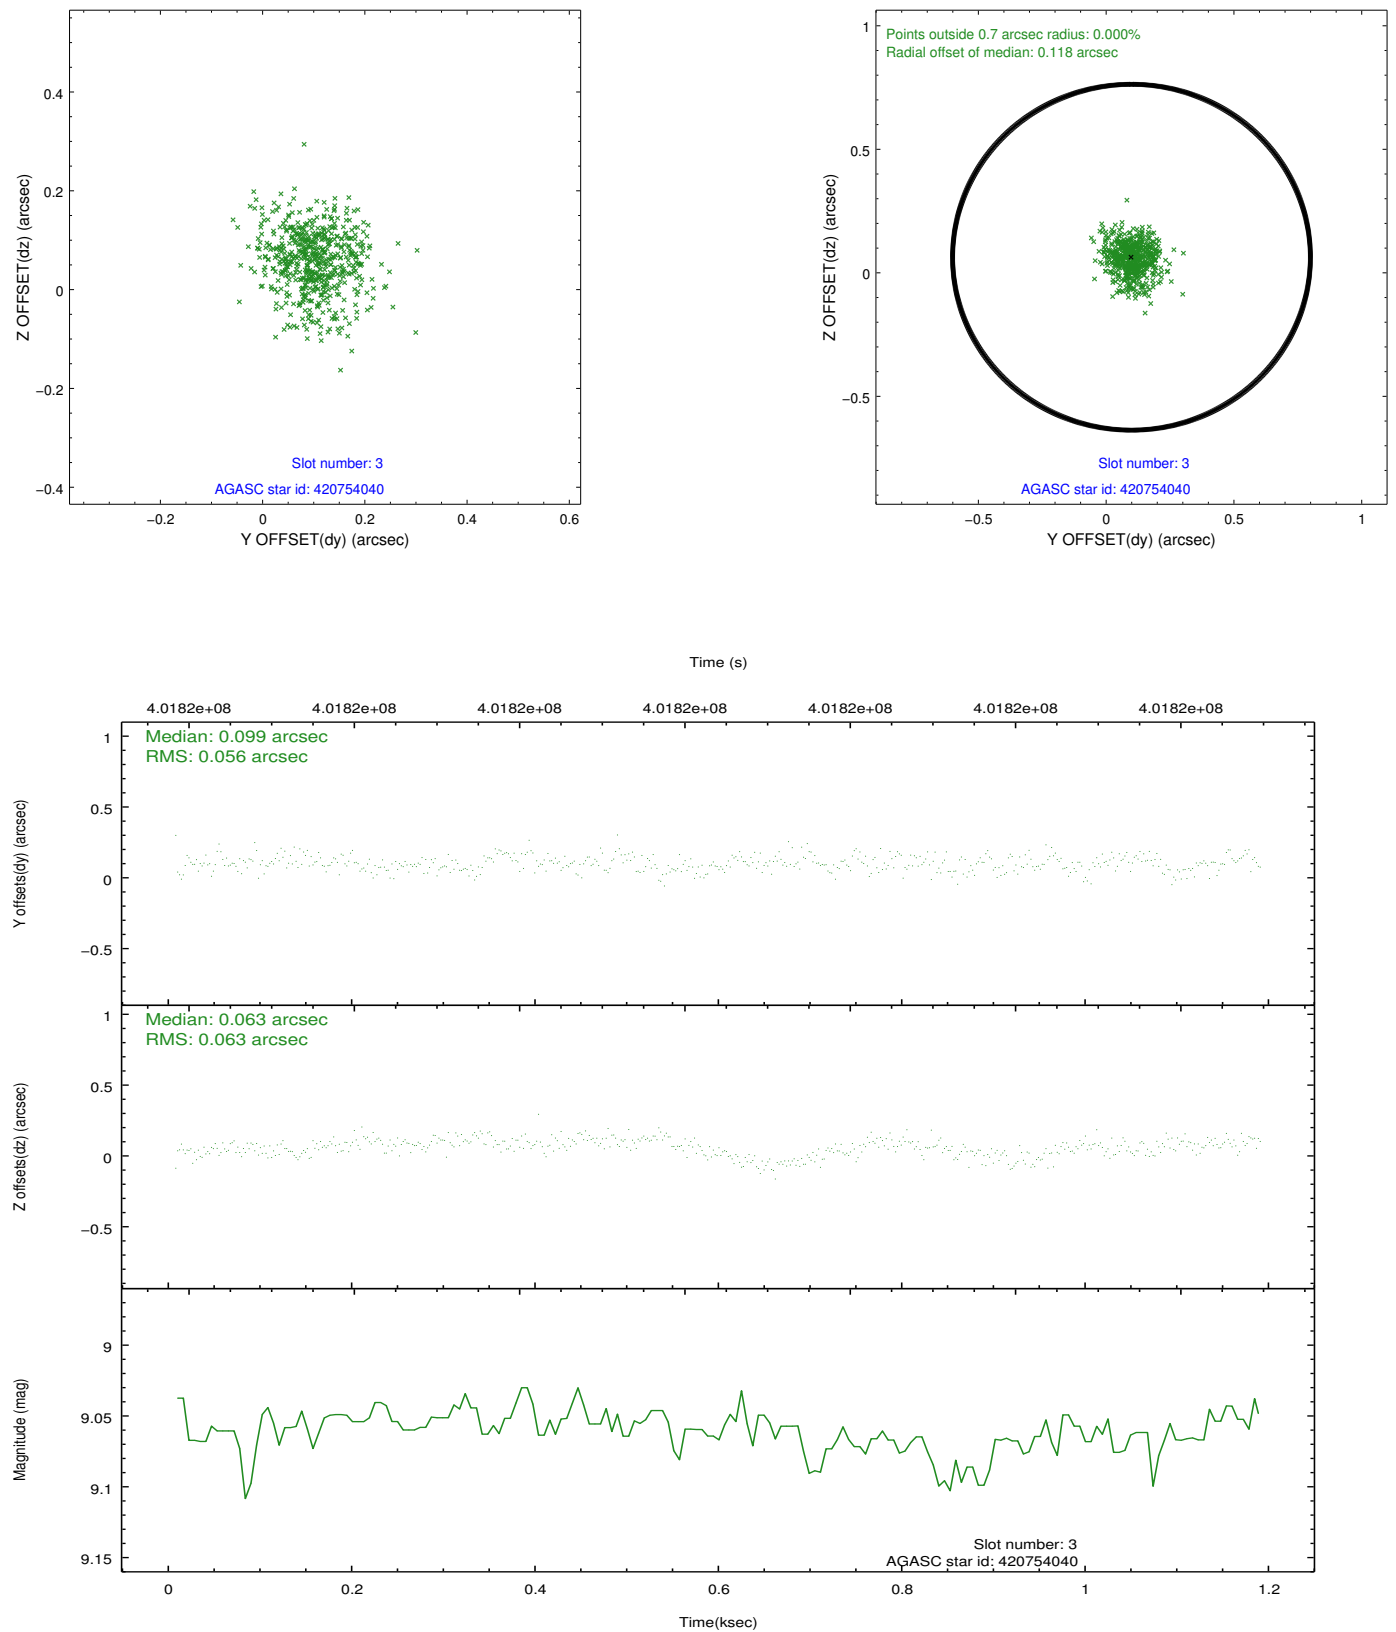 0.4
0.2
0
−0.2
−0.4
Z OFFSET(dz) (arcsec)
Slot number: 3
AGASC star id: 420754040
−0.2
0
0.2
0.4
0.6
Y OFFSET(dy) (arcsec)
Points outside 0.7 arcsec radius: 0.000%
Radial offset of median: 0.118 arcsec
1
0.5
0
−0.5
Z OFFSET(dz) (arcsec)
Slot number: 3
AGASC star id: 420754040
−0.5
0
0.5
1
Y OFFSET(dy) (arcsec)
Time (s)
4.0182e+08
4.0182e+08
4.0182e+08
4.0182e+08
4.0182e+08
4.0182e+08
4.0182e+08
Median: 0.099 arcsec
RMS: 0.056 arcsec
1
0.5
0
−0.5
Y offsets(dy) (arcsec)
Median: 0.063 arcsec
RMS: 0.063 arcsec
1
0.5
0
−0.5
Z offsets(dz) (arcsec)
9
9.05
9.1
9.15
Magnitude (mag)
Slot number: 3
AGASC star id: 420754040
0
0.2
0.4
0.6
0.8
1
1.2
Time(ksec)